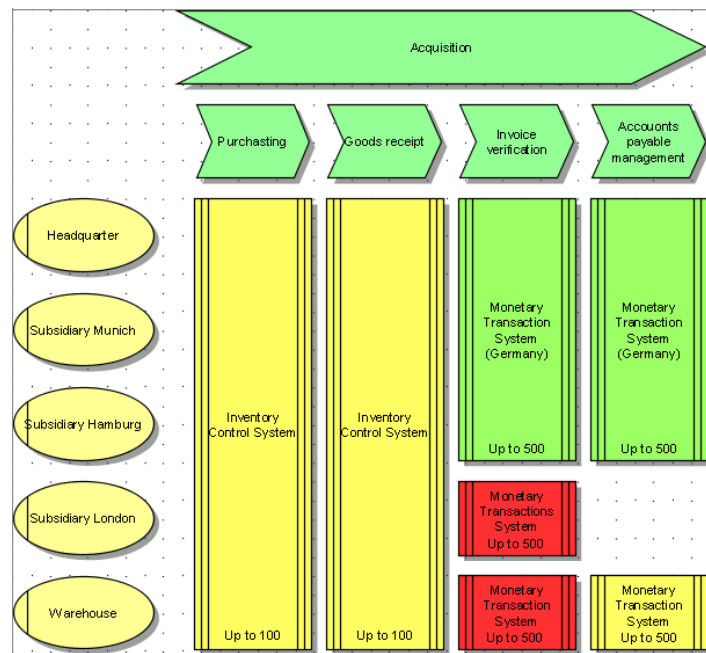 Acquisition
Purchasting
Goods receipt
Invoice
verification
Accounts
payable
management
Headquarter
Subsidiary Munich
Subsidiary Hamburg
Subsidiary London
Warehouse
Inventory
Control System
Up to 100
Inventory
Control System
Up to 100
Monetary
Transaction
System
(Germany)
Up to 500
Monetary
Transaction
System
(Germany)
Up to 500
Monetary
Transactions
System
Up to 500
Monetary
Transaction
System
Up to 500
Monetary
Transaction
System
Up to 500